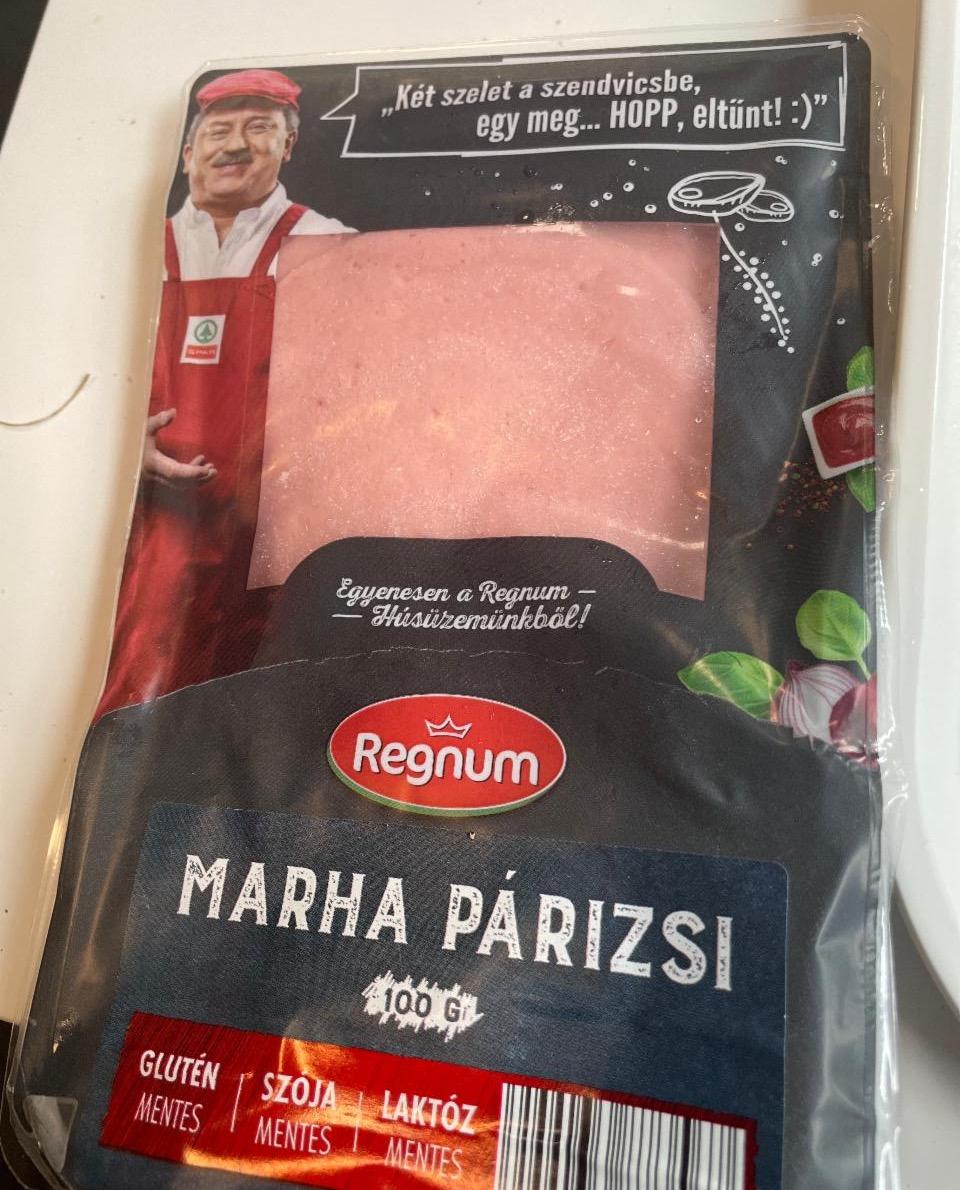 „Két szelet a szendvicsbe,
egy meg... HOPP, eltűnt! :)”
Egyenesen a Regnum –
— Húsüzemünkből!
Regnum
MARHA PÁRIZSI
100 G
GLUTÉN
MENTES
SZÓJA
MENTES
LAKTÓZ
MENTES